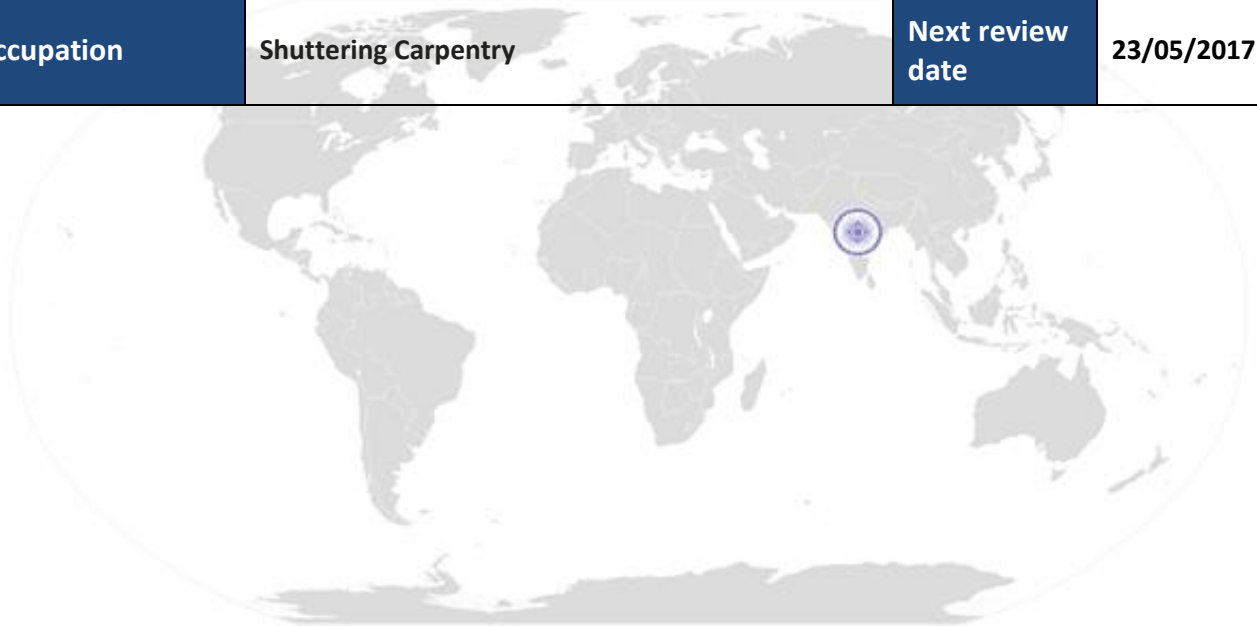 ccupation
Shuttering Carpentry
Next review
date
23/05/2017